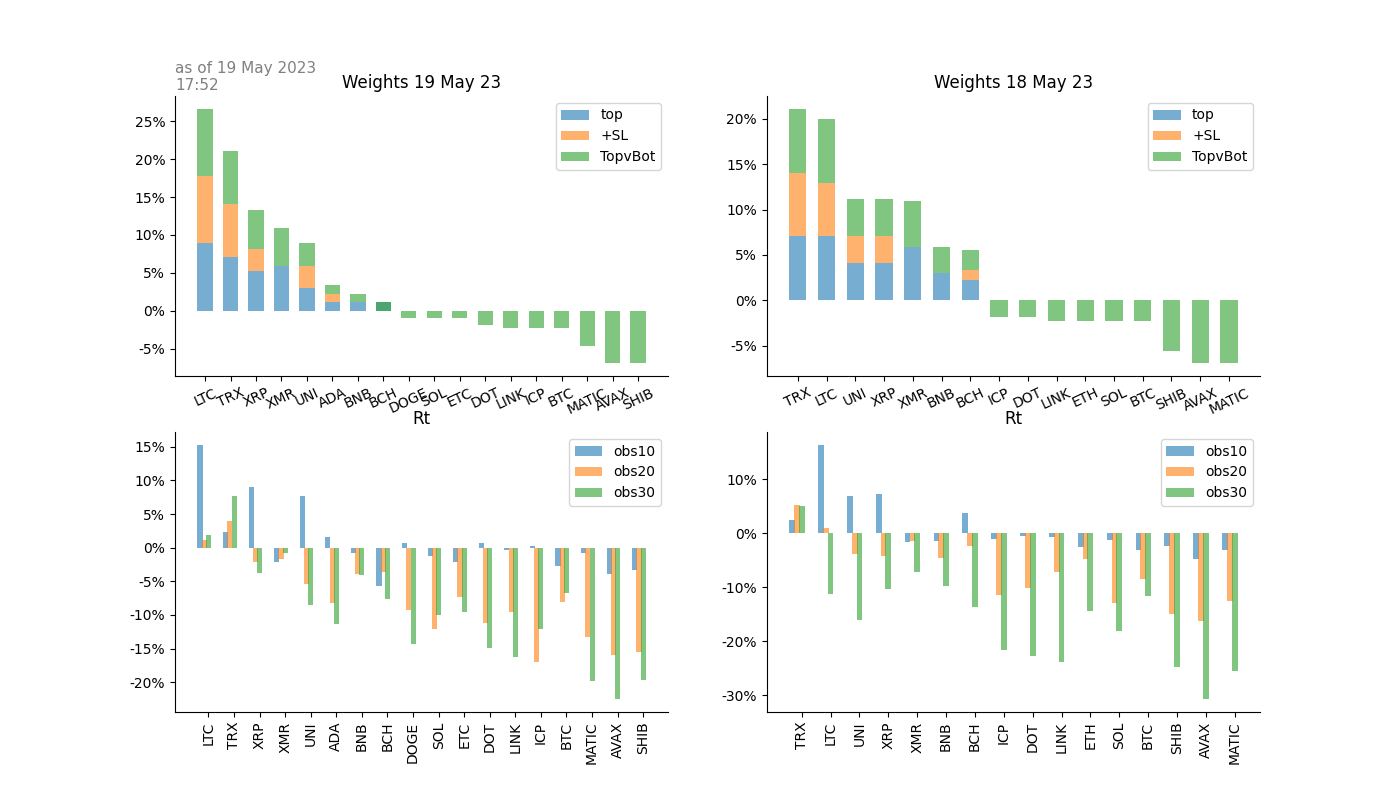 as of 19 May 2023
17:52
Weights 19 May 23
25%
20%
15%
10%
5%
0%
-5%
top
+SL
TopvBot
LTC TRX XRP XMR UNI ADA BNB BCH DOGE SOL ETC DOT LINK ICP BTC MATIC AVAX SHIB
Weights 18 May 23
20%
15%
10%
5%
0%
-5%
top
+SL
TopvBot
TRX LTC UNI XRP XMR BNB BCH ICP DOT LINK ETH SOL BTC SHIB AVAX MATIC
Rt
15%
10%
5%
0%
-5%
-10%
-15%
-20%
obs10
obs20
obs30
LTC TRX XRP XMR UNI ADA BNB BCH DOGE SOL ETC DOT LINK ICP BTC MATIC AVAX SHIB
Rt
10%
0%
-10%
-20%
-30%
obs10
obs20
obs30
TRX LTC UNI XRP XMR BNB BCH ICP DOT LINK ETH SOL BTC SHIB AVAX MATIC